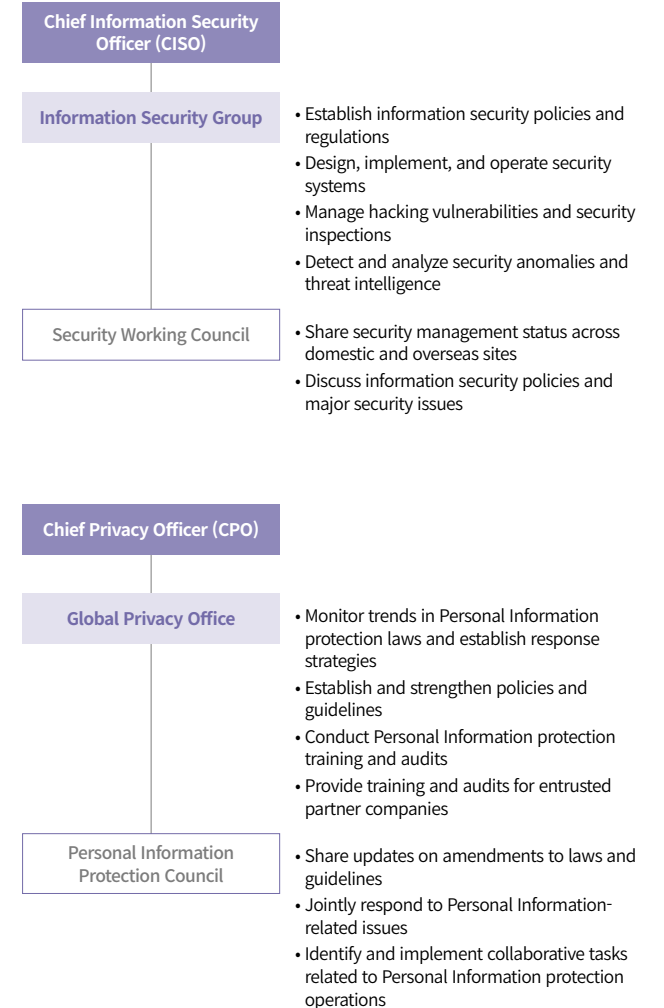 Chief Information Security
Officer (CISO)
Information Security Group
• Establish information security policies and
regulations
• Design, implement, and operate security
systems
• Manage hacking vulnerabilities and security
inspections
• Detect and analyze security anomalies and
threat intelligence
Security Working Council
• Share security management status across
domestic and overseas sites
• Discuss information security policies and
major security issues
Chief Privacy Officer (CPO)
Global Privacy Office
• Monitor trends in Personal Information
protection laws and establish response
strategies
• Establish and strengthen policies and
guidelines
• Conduct Personal Information protection
training and audits
• Provide training and audits for entrusted
partner companies
Personal Information
Protection Council
• Share updates on amendments to laws and
guidelines
• Jointly respond to Personal Information-
related issues
• Identify and implement collaborative tasks
related to Personal Information protection
operations